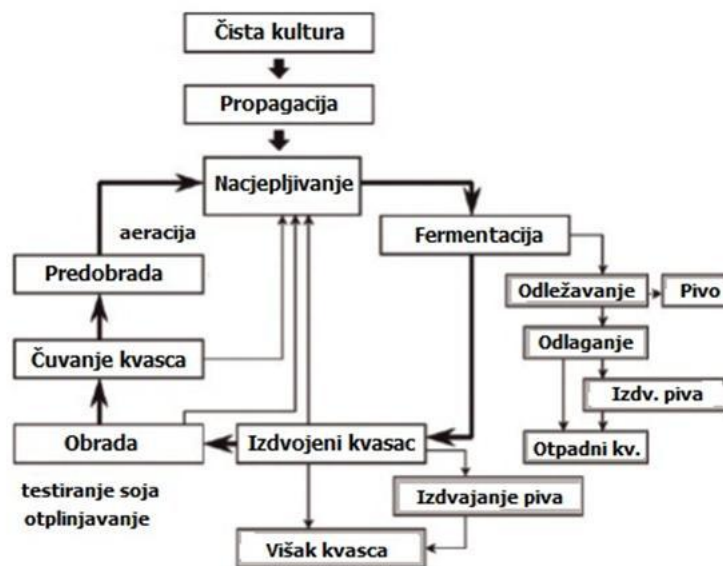 Čista kultura
Propagacija
Nacjepljivanje
aeracija
Fermentacija
Predobrada
Odležavanje
Pivo
Odlaganje
Čuvanje kvasca
Izdv. piva
Obrada
Izdvojeni kvasac
Otpadni kv.
testiranje soja
otplinjavanje
Izdvajanje piva
Višak kvasca